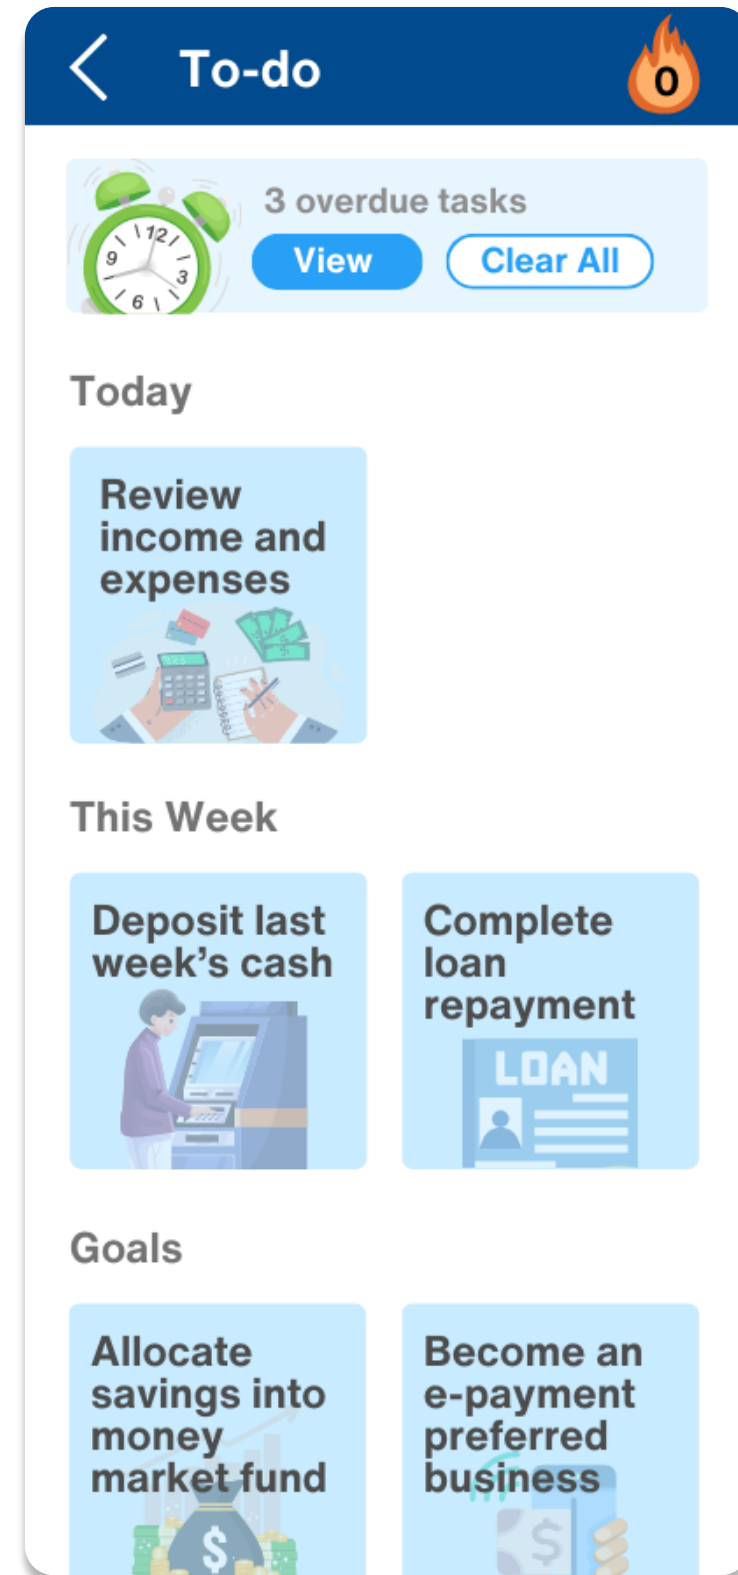 To-do
0
3 overdue tasks
View
Clear All
12
9
3
6
Today
Review
income and
expenses
This Week
Deposit last
week’s cash
Complete
loan
repayment
LOAN
Goals
Allocate
savings into
money
market fund
$
Become an
e-payment
preferred
business
$